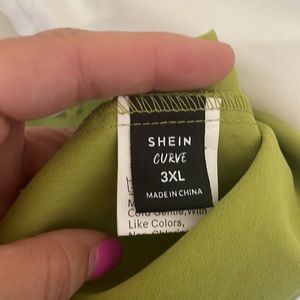 SHEIN
CURVE
3XL
MADE IN CHINA
Cold Gentle, With
Like Colors,